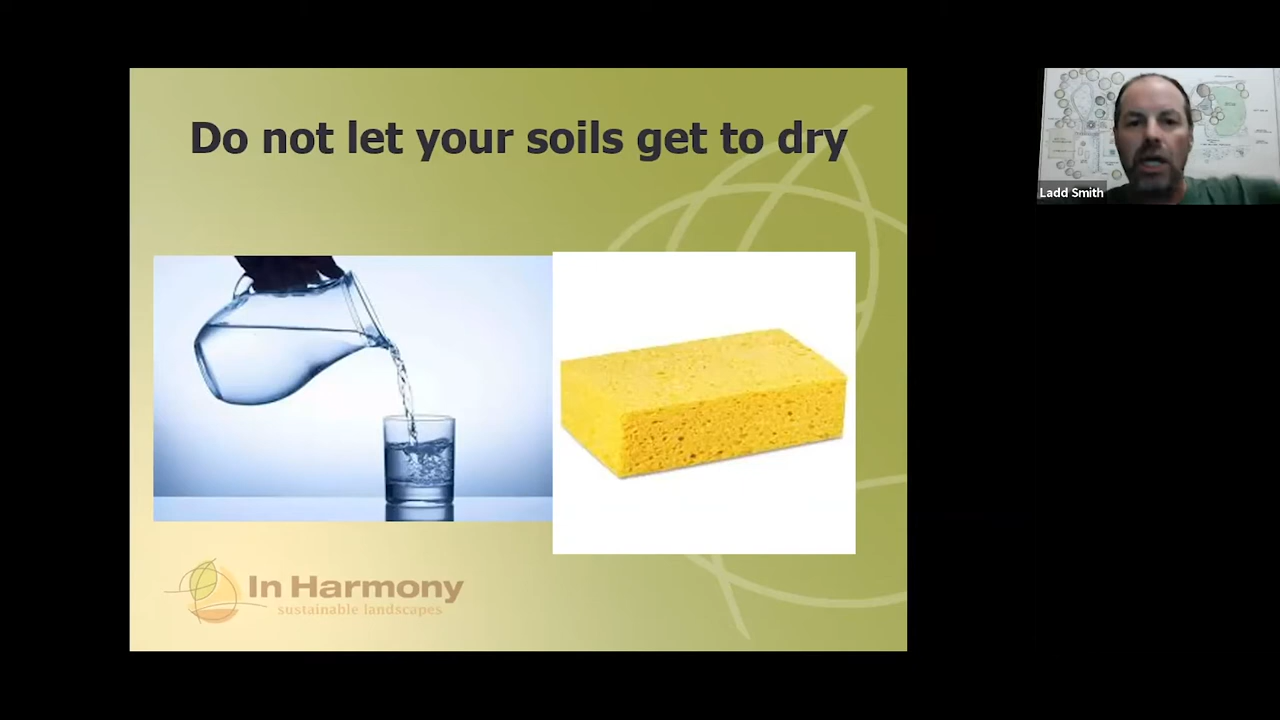 Do not let your soils get to dry
Ladd Smith
In Harmony
sustainable landscapes